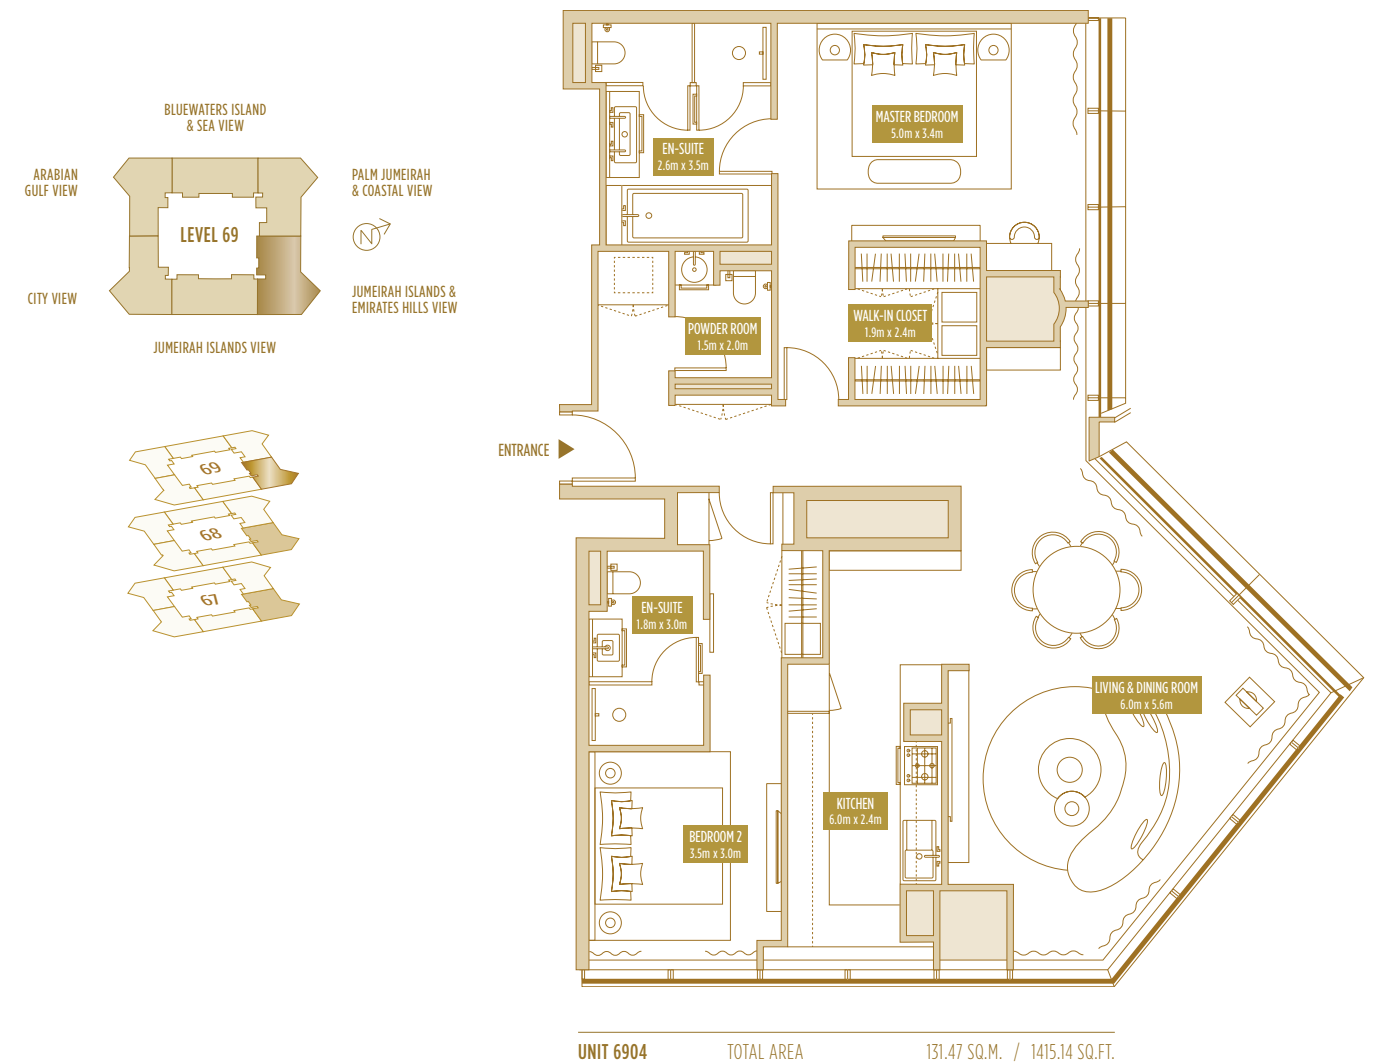 BLUEWATERS ISLAND
& SEA VIEW
ARABIAN
GULF VIEW
PALM JUMEIRAH
& COASTAL VIEW
LEVEL 69
N
CITY VIEW
JUMEIRAH ISLANDS &
EMIRATES HILLS VIEW
JUMEIRAH ISLANDS VIEW
69
68
67
MASTER BEDROOM
5.0m x 3.4m
EN-SUITE
2.6m x 3.5m
POWDER ROOM
1.5m x 2.0m
WALK-IN CLOSET
1.9m x 2.4m
ENTRANCE
EN-SUITE
1.8m x 3.0m
LIVING & DINING ROOM
6.0m x 5.6m
KITCHEN
6.0m x 2.4m
BEDROOM 2
3.5m x 3.0m
UNIT 6904 TOTAL AREA 131.47 SQ.M. / 1415.14 SQ.FT.